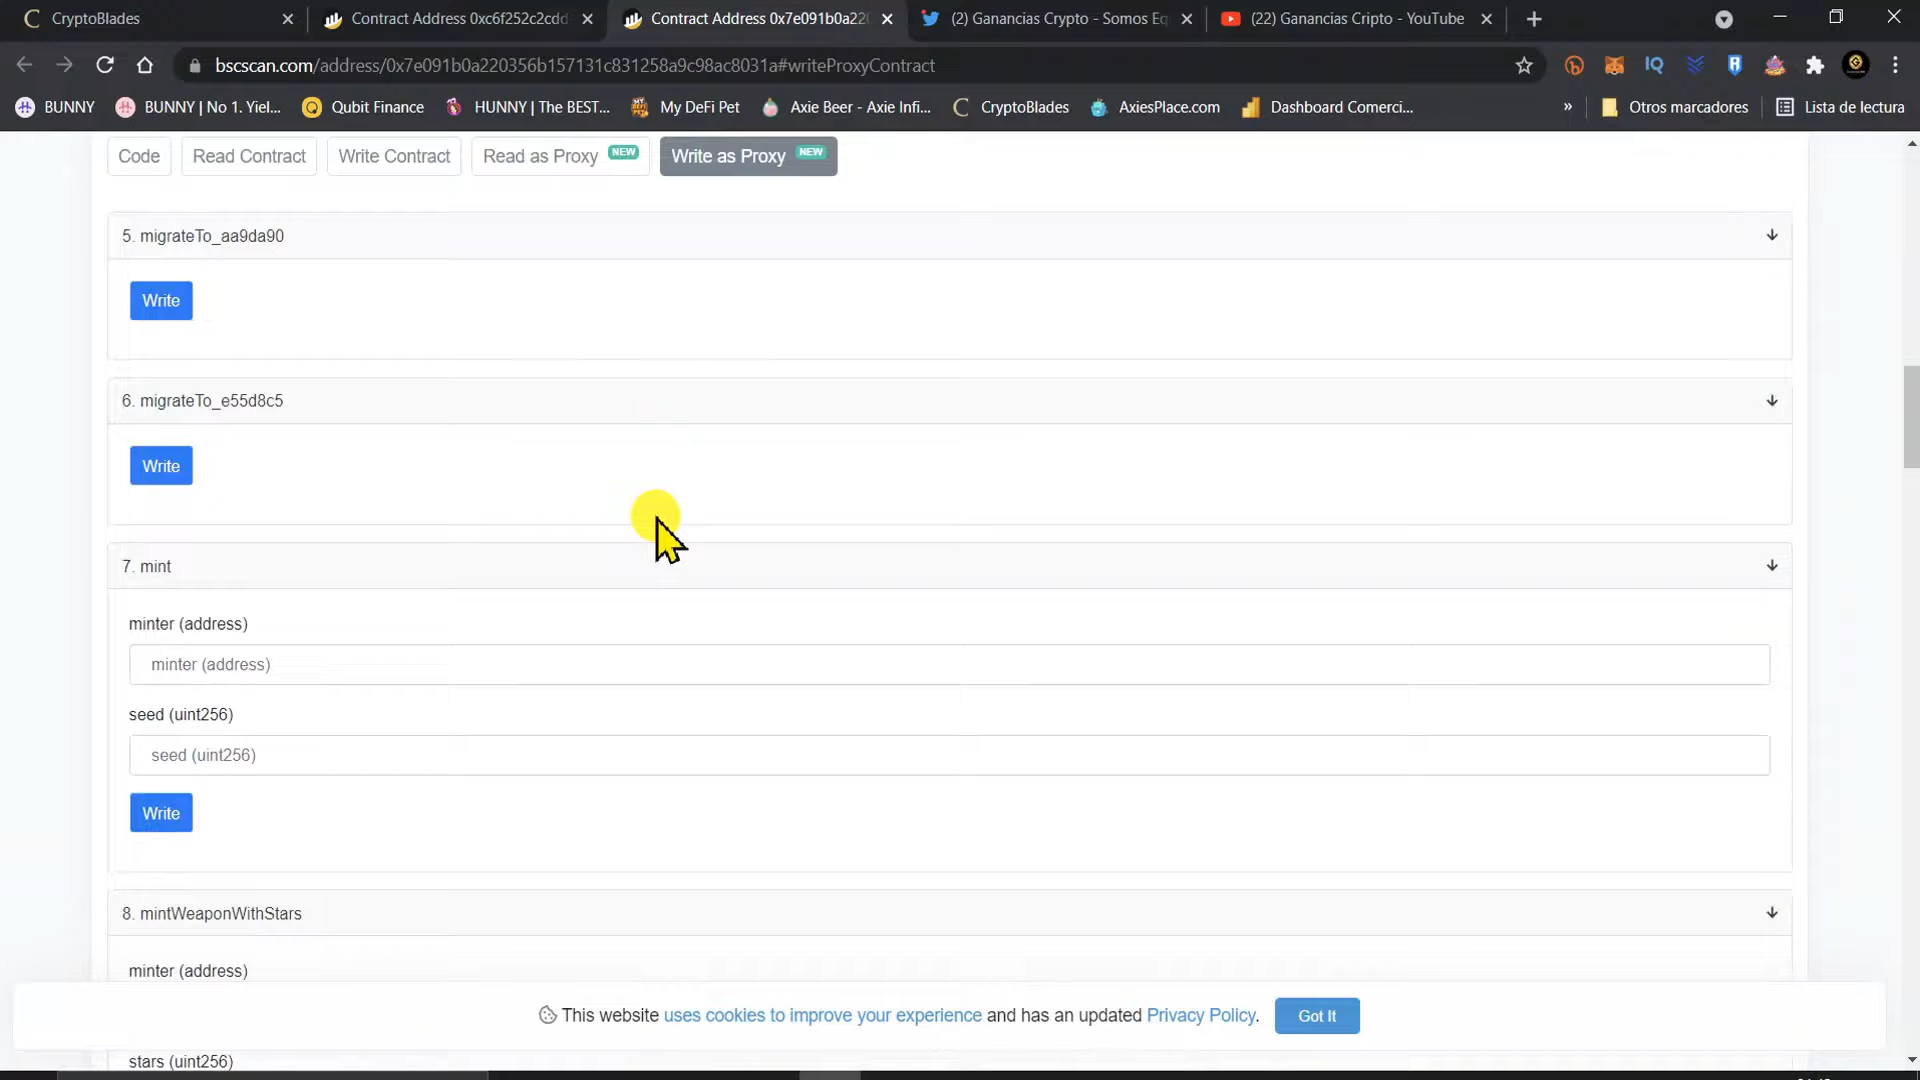 CryptoBlades
Contract Address 0xc6f252c2cdd
Contract Address 0x7e091b0a220
(2) Ganancias Crypto - Somos Eq
(22) Ganancias Cripto - YouTube
bscscan.com/address/0x7e091b0a220356b157131c831258a9c98ac8031a#writeProxyContract
BUNNY
BUNNY | No 1. Yiel...
Qubit Finance
HUNNY | The BEST...
My DeFi Pet
Axie Beer - Axie Infi...
CryptoBlades
AxiesPlace.com
Dashboard Comerci...
»
Otros marcadores
Lista de lectura
Code
Read Contract
Write Contract
Read as Proxy NEW
Write as Proxy NEW
5. migrateTo_aa9da90
Write
6. migrateTo_e55d8c5
Write
7. mint
minter (address)
minter (address)
seed (uint256)
seed (uint256)
Write
8. mintWeaponWithStars
minter (address)
This website uses cookies to improve your experience and has an updated Privacy Policy.
Got It
stars (uint256)